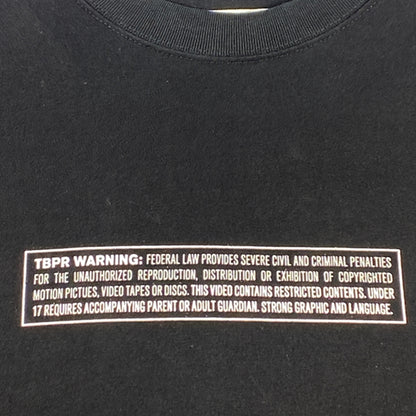 TBPR WARNING: FEDERAL LAW PROVIDES SEVERE CIVIL AND CRIMINAL PENALTIES
FOR THE UNAUTHORIZED REPRODUCTION, DISTRIBUTION OR EXHIBITION OF COPYRIGHTED
MOTION PICTUES, VIDEO TAPES OR DISCS. THIS VIDEO CONTAINS RESTRICTED CONTENTS. UNDER
17 REQUIRES ACCOMPANYING PARENT OR ADULT GUARDIAN. STRONG GRAPHIC AND LANGUAGE.